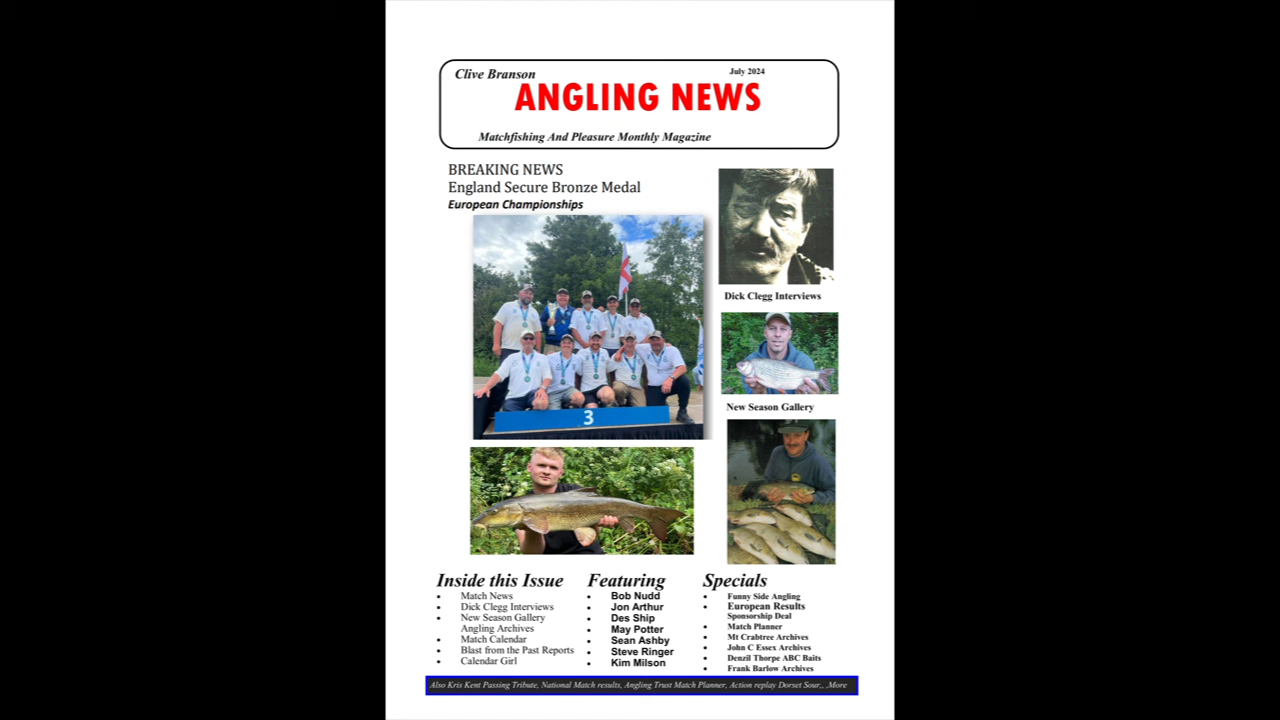 Clive Branson
July 2024
ANGLING NEWS
Matchfishing And Pleasure Monthly Magazine
BREAKING NEWS
England Secure Bronze Medal
European Championships
3
Dick Clegg Interviews
New Season Gallery
Inside this Issue
Match News
Dick Clegg Interviews
New Season Gallery
Angling Archives
Match Calendar
Blast from the Past Reports
Calendar Girl
Featuring
Bob Nudd
Jon Arthur
Des Ship
May Potter
Sean Ashby
Steve Ringer
Kim Milson
Specials
Funny Side Angling
European Results
Sponsorship Deal
Match Planner
Mt Crabtree Archives
John C Essex Archives
Denzil Thorpe ABC Baits
Frank Barlow Archives
Also Kris Kent Passing Tribute, National Match results, Angling Trust Match Planner, Action replay Dorset Sour,, ,More